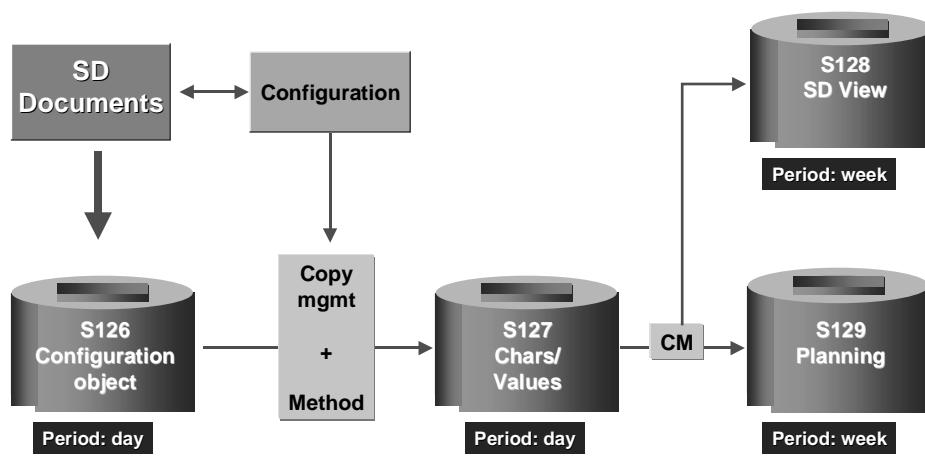 SD
Documents
Configuration
S128
SD View
Period: week
S126
Configuration
object
Period: day
Copy
mgmt
+
Method
S127
Chars/
Values
Period: day
CM
S129
Planning
Period: week